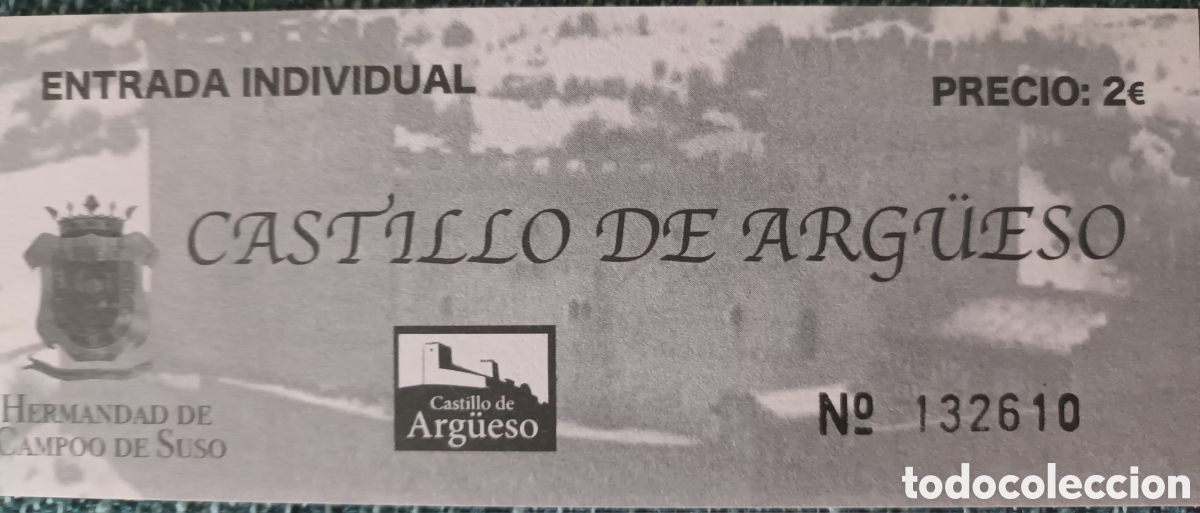 ENTRADA INDIVIDUAL
PRECIO: 2€
CASTILLO DE ARGÜESO
Castillo de
Argüeso
HERMANDAD DE
CAMPOO DE SUSO
Nº 132610
todocoleccion